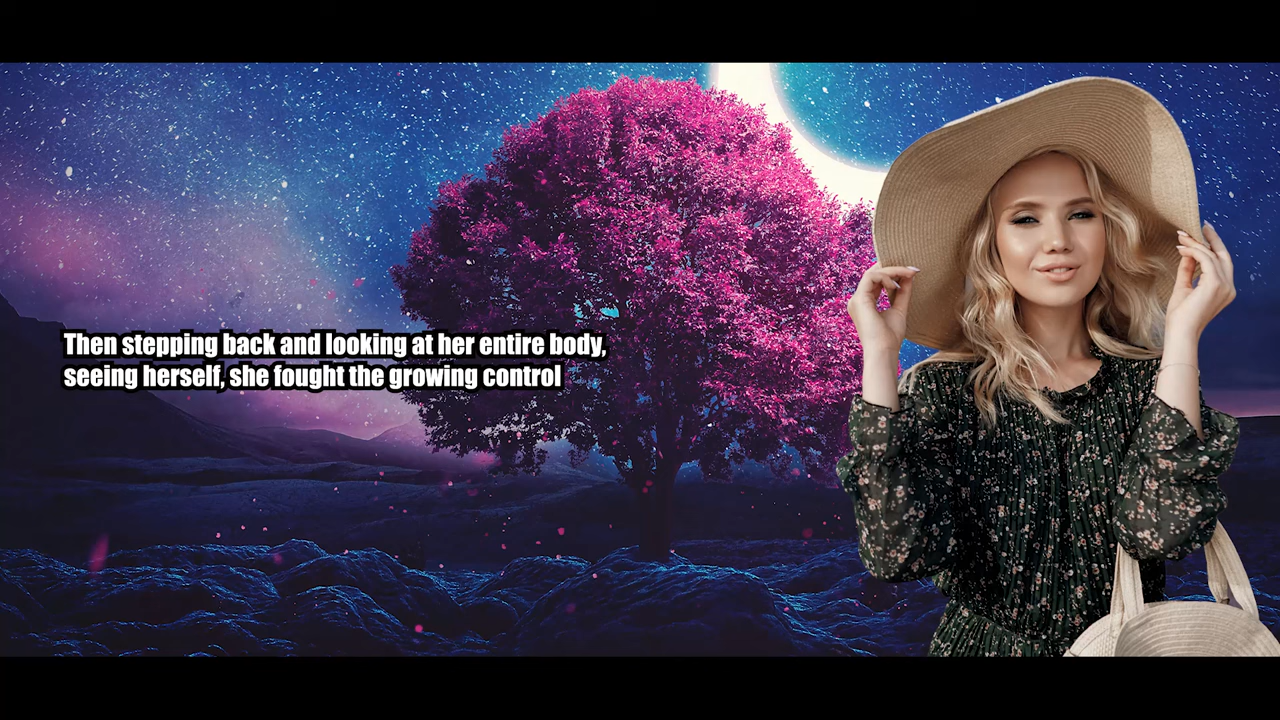 Then stepping back and looking at her entire body,
seeing herself, she fought the growing control